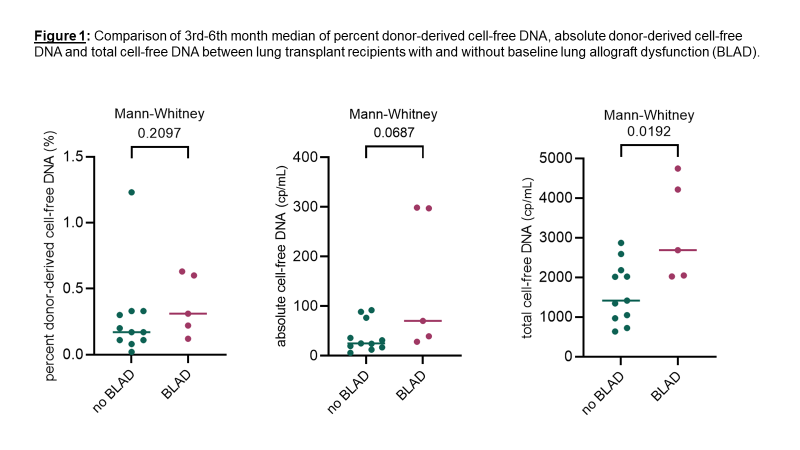 Figure 1: Comparison of 3rd-6th month median of percent donor-derived cell-free DNA, absolute donor-derived cell-free
DNA and total cell-free DNA between lung transplant recipients with and without baseline lung allograft dysfunction (BLAD).
Mann-Whitney
0.2097
percent donor-derived cell-free DNA (%)
1.5
1.0
0.5
0.0
no BLAD
BLAD
Mann-Whitney
0.0687
absolute cell-free DNA (cp/mL)
400
300
200
100
0
no BLAD
BLAD
Mann-Whitney
0.0192
total cell-free DNA (cp/mL)
5000
4000
3000
2000
1000
0
no BLAD
BLAD